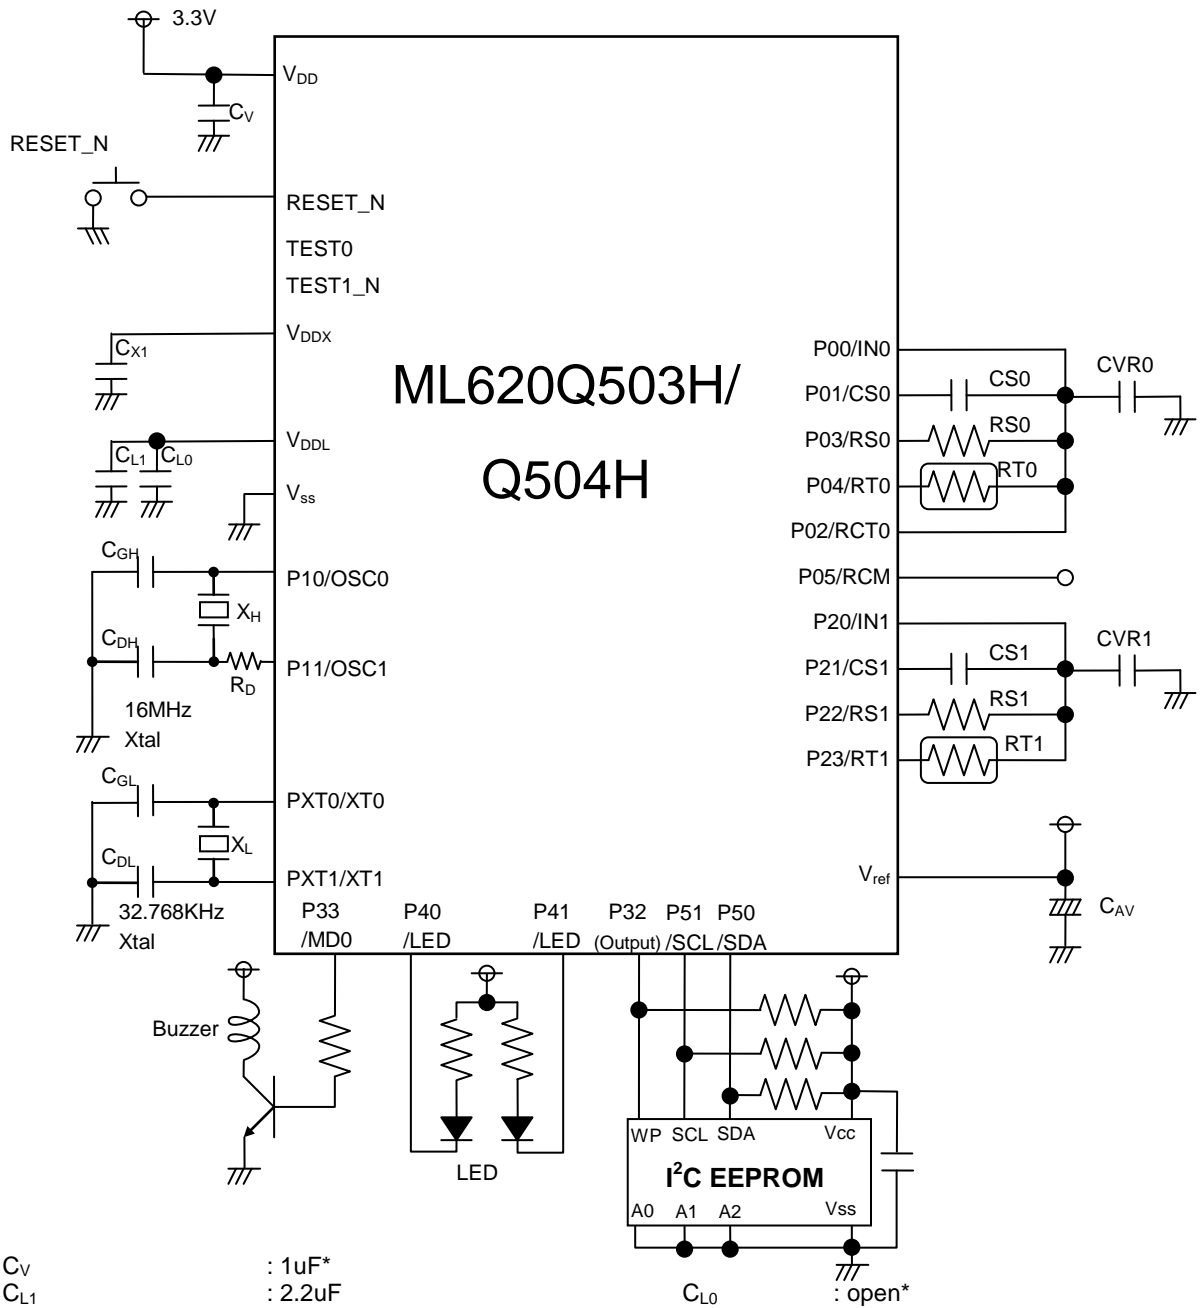 3.3V
VDD
CV
RESET_N
RESET_N
TEST0
TEST1_N
VDDX
CX1
ML620Q503H/
Q504H
P00/IN0
P01/CS0
CS0
CVR0
P03/RS0
RS0
P04/RT0
RT0
P02/RCT0
P05/RCM
VDDL
CL1
CL0
Vss
CGH
P10/OSC0
XH
CDH
P11/OSC1
RD
16MHz
Xtal
P20/IN1
P21/CS1
CS1
CVR1
P22/RS1
RS1
P23/RT1
RT1
CGL
PXT0/XT0
XL
CDL
PXT1/XT1
32.768KHz
Xtal
Vref
CAV
P33
/MD0
P40
/LED
P41
/LED
P32
(Output)
P51
/SCL
P50
/SDA
Buzzer
LED
WP SCL SDA Vcc
I²C EEPROM
A0 A1 A2 Vss
CV : 1uF*
CL1 : 2.2uF CL0 : open*